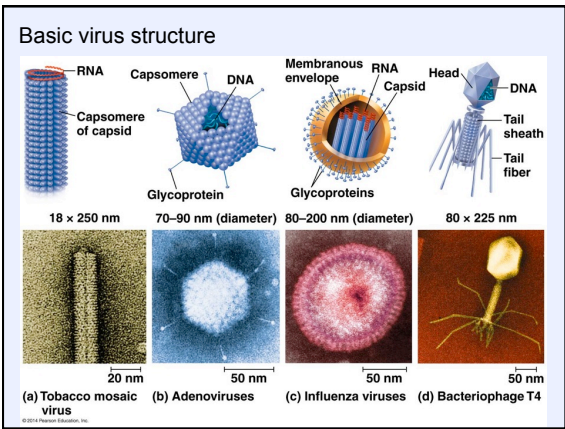 Basic virus structure
RNA
Capsomere
of capsid
Capsomere
DNA
Glycoprotein
Membranous
envelope
RNA
Capsid
Glycoproteins
Head
DNA
Tail
sheath
Tail
fiber
18 × 250 nm
70–90 nm (diameter)
80–200 nm (diameter)
80 × 225 nm
20 nm
50 nm
50 nm
50 nm
(a) Tobacco mosaic
virus
(b) Adenoviruses
(c) Influenza viruses
(d) Bacteriophage T4
© 2014 Pearson Education, Inc.